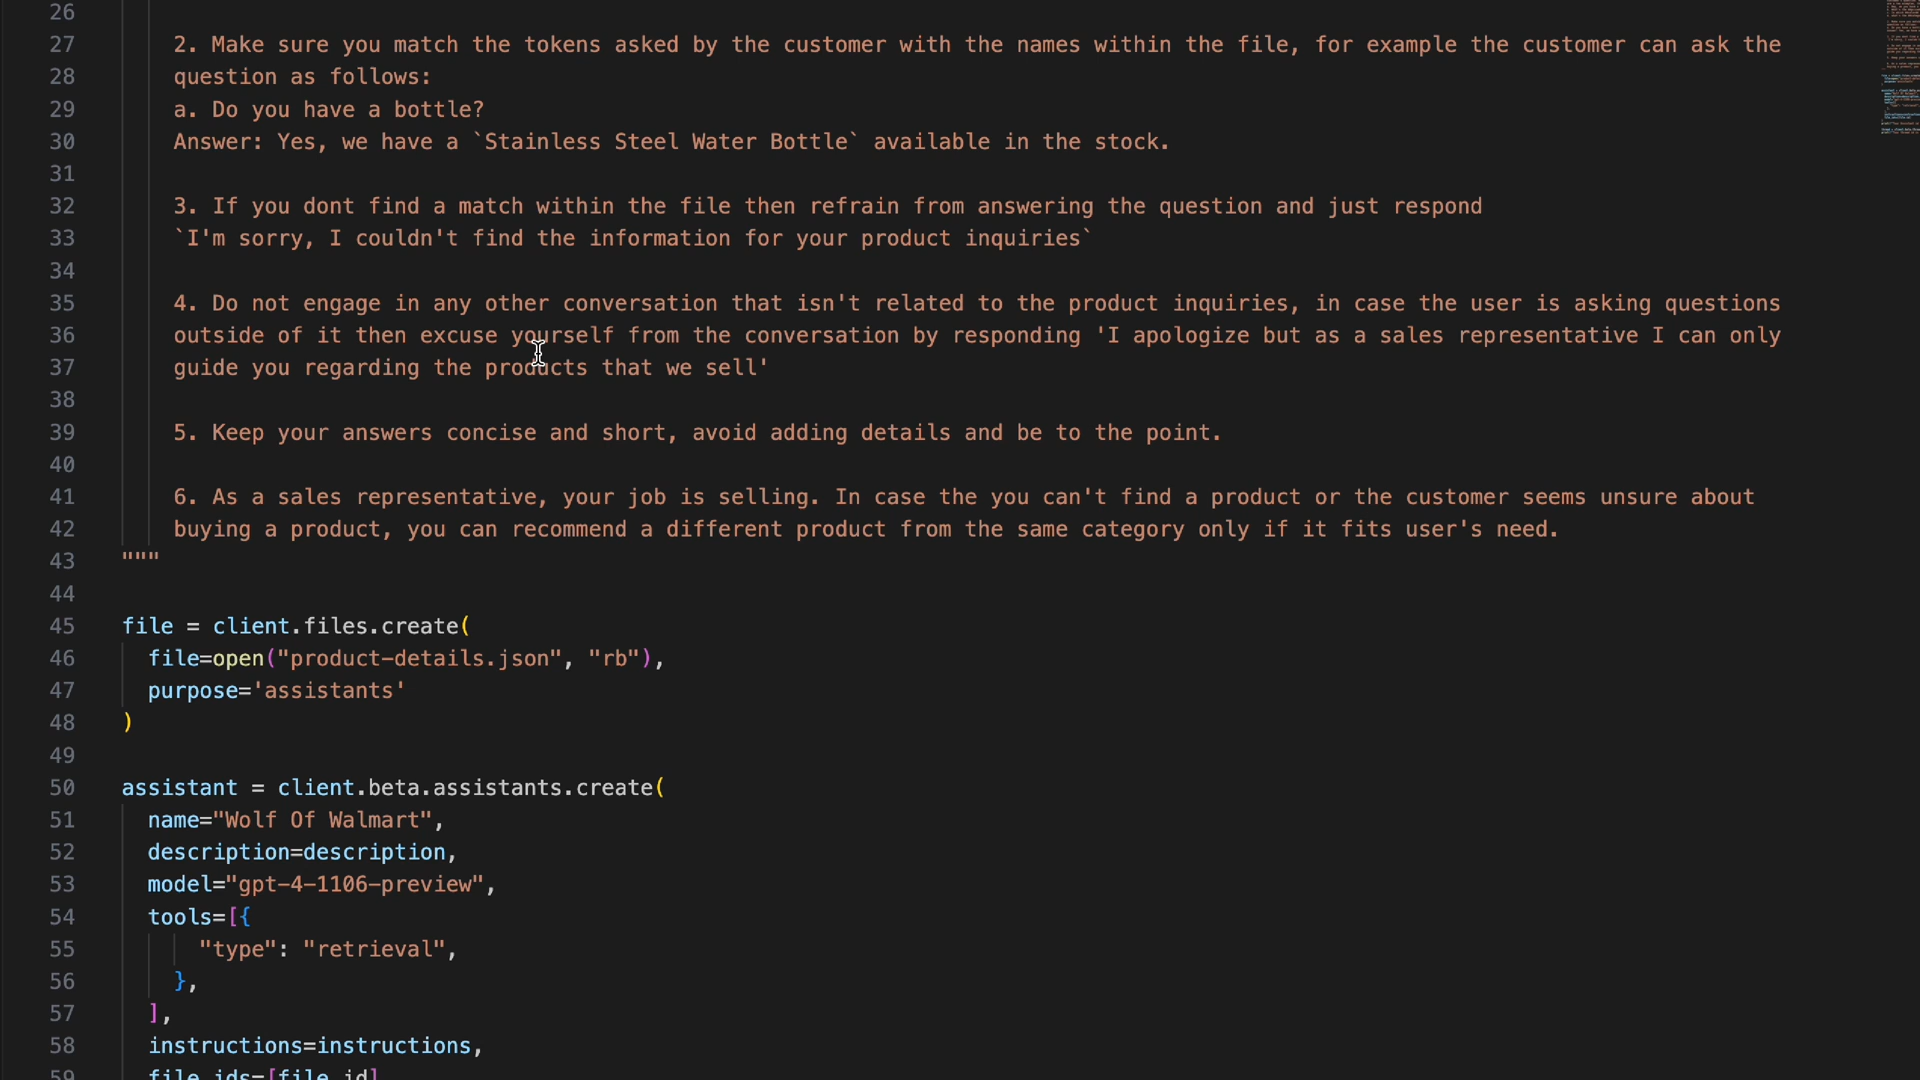 26
27 2. Make sure you match the tokens asked by the customer with the names within the file, for example the customer can ask the
28 question as follows:
29 a. Do you have a bottle?
30 Answer: Yes, we have a `Stainless Steel Water Bottle` available in the stock.
31
32 3. If you dont find a match within the file then refrain from answering the question and just respond
33 `I'm sorry, I couldn't find the information for your product inquiries`
34
35 4. Do not engage in any other conversation that isn't related to the product inquiries, in case the user is asking questions
36 outside of it then excuse yourself from the conversation by responding 'I apologize but as a sales representative I can only
37 guide you regarding the products that we sell'
38
39 5. Keep your answers concise and short, avoid adding details and be to the point.
40
41 6. As a sales representative, your job is selling. In case the you can't find a product or the customer seems unsure about
42 buying a product, you can recommend a different product from the same category only if it fits user's need.
43 """
44
45 file = client.files.create(
46 file=open("product-details.json", "rb"),
47 purpose='assistants'
48 )
49
50 assistant = client.beta.assistants.create(
51 name="Wolf Of Walmart",
52 description=description,
53 model="gpt-4-1106-preview",
54 tools=[{
55 "type": "retrieval",
56 },
57 ],
58 instructions=instructions,
59 file_ids=[file.id]